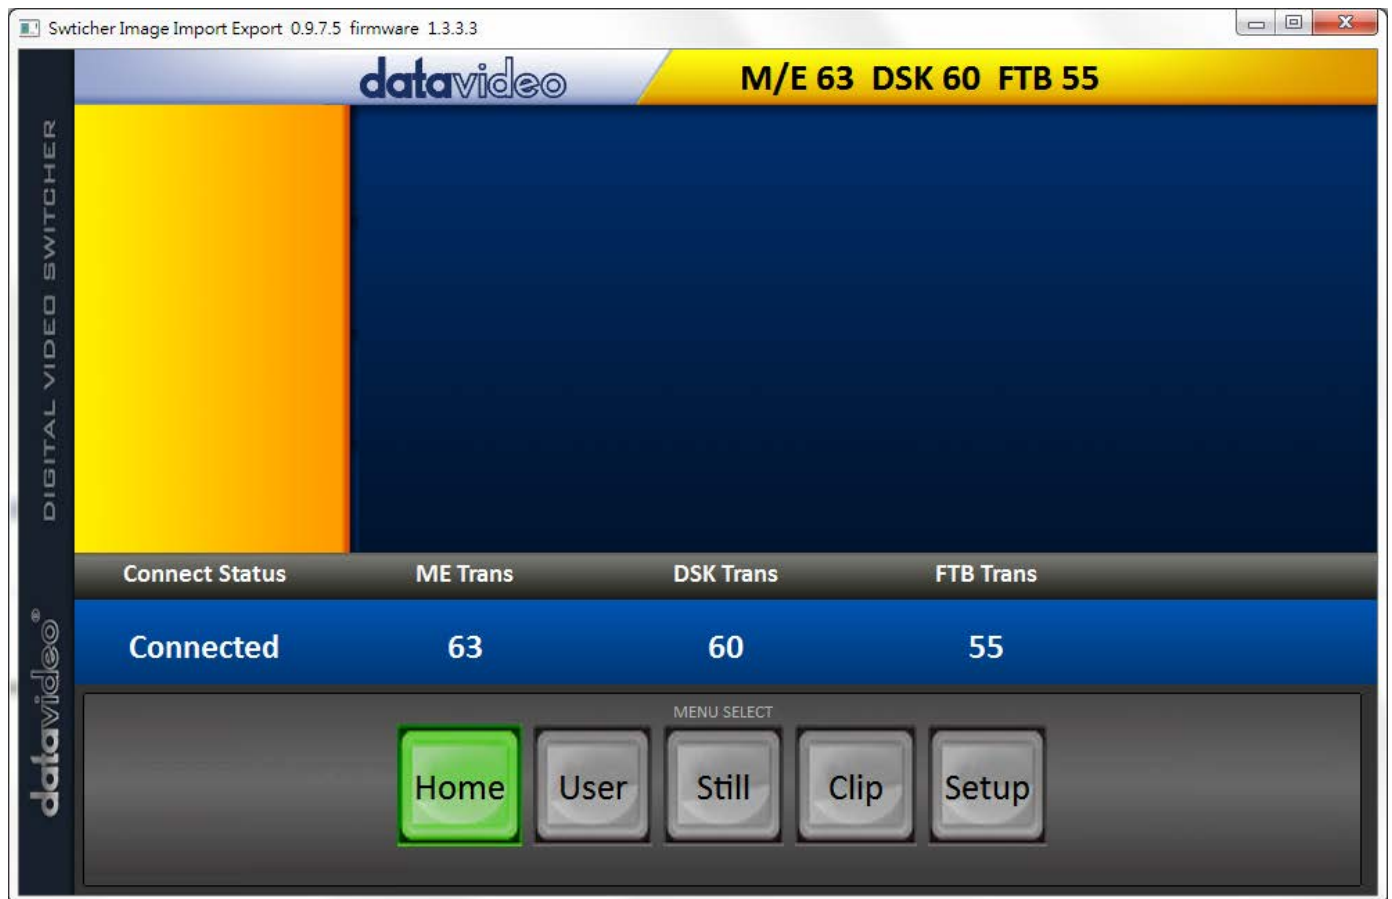 Swticher Image Import Export 0.9.7.5 firmware 1.3.3.3
datavideo
M/E 63 DSK 60 FTB 55
DIGITAL VIDEO SWITCHER
datavideo®
Connect Status ME Trans DSK Trans FTB Trans
Connected 63 60 55
MENU SELECT
Home User Still Clip Setup